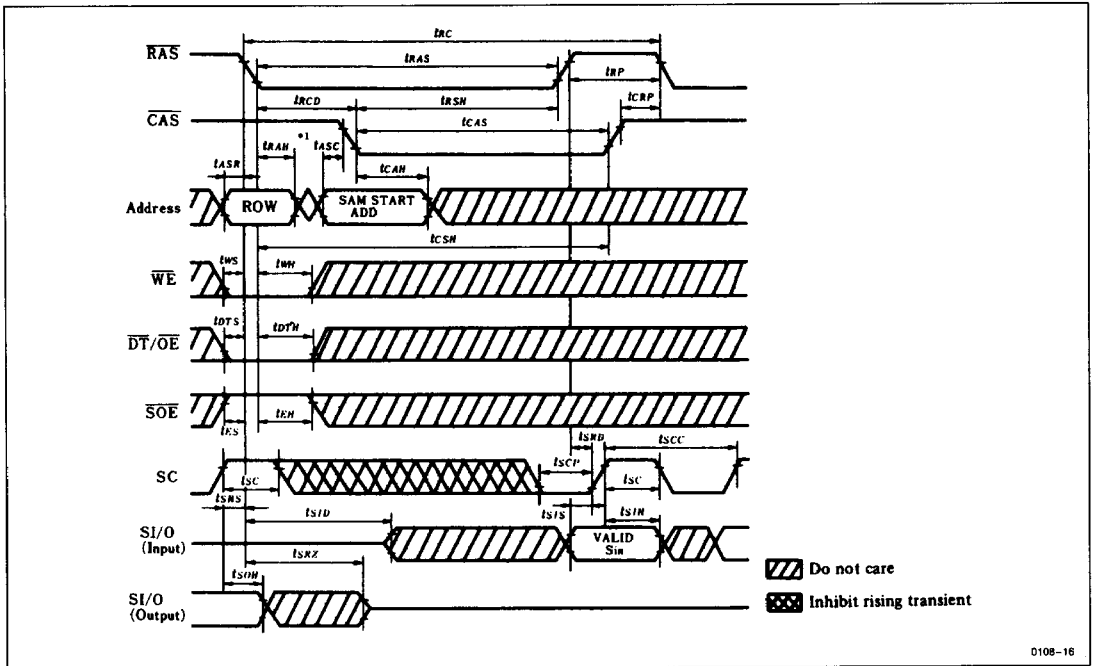 tRC
RAS
tRAS
tRP
tRCD
tRSH
tCRP
CAS
tCAS
*1
tRAH
tASC
tASR
tCAH
Address
ROW
SAM START
ADD
tCSH
tWS
tWH
WE
tDTS
tDTH
DT/OE
SOE
tES
tEH
tSRD
tSCC
tSCP
SC
tSC
tSC
tSRS
tSID
tSIS
tSIH
SI/O
(Input)
VALID
Sin
tSRZ
Do not care
tSOH
SI/O
(Output)
Inhibit rising transient
0108-16